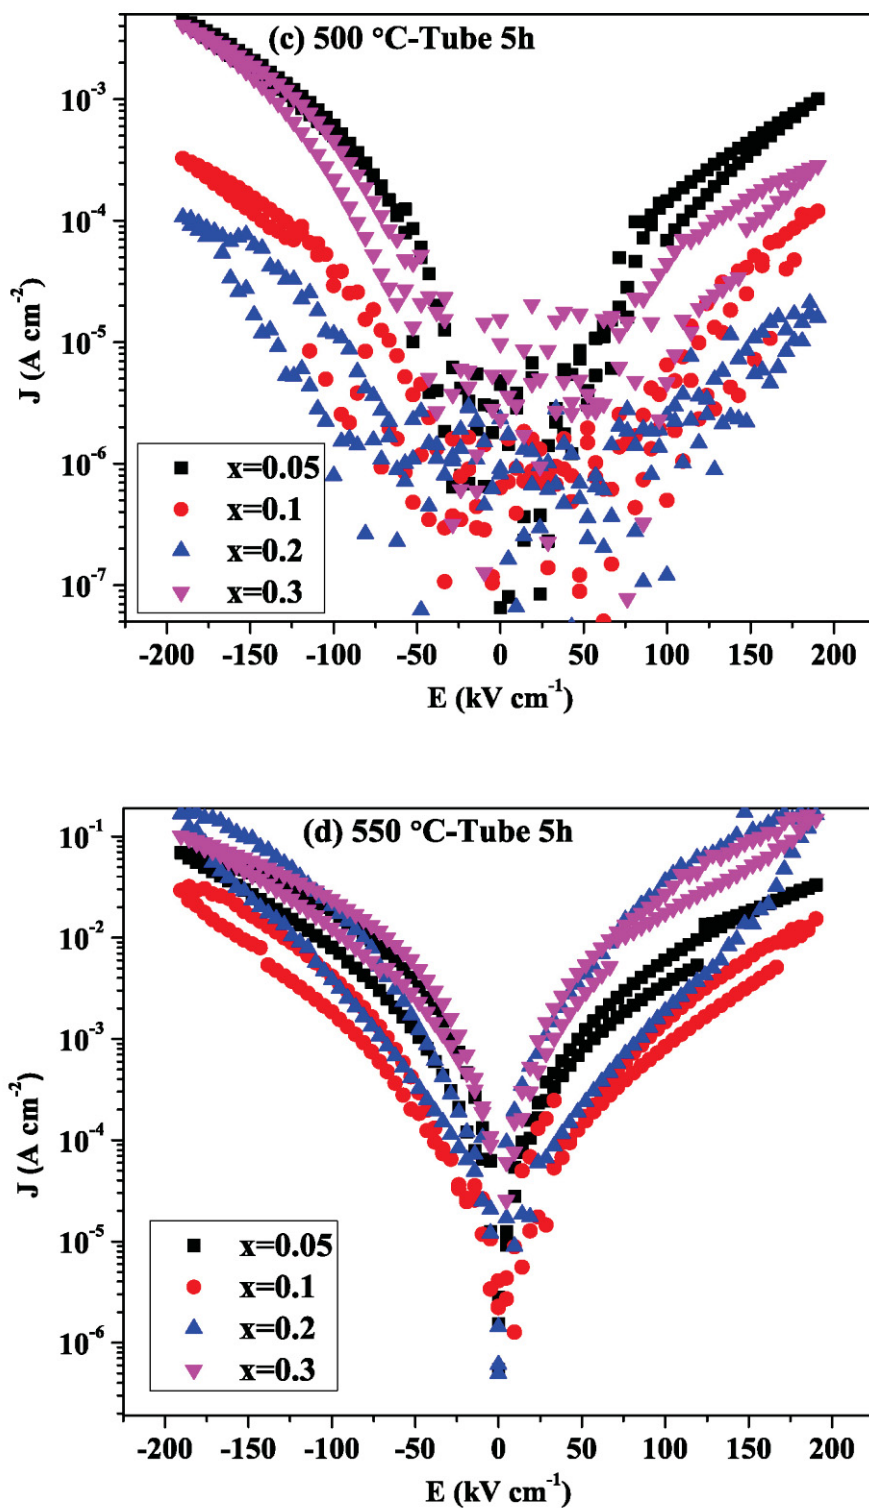 (c) 500 °C-Tube 5h
10⁻³
10⁻⁴
10⁻⁵
10⁻⁶
10⁻⁷
J (A cm⁻²)
x=0.05
x=0.1
x=0.2
x=0.3
-200 -150 -100 -50 0 50 100 150 200
E (kV cm⁻¹)
(d) 550 °C-Tube 5h
10⁻¹
10⁻²
10⁻³
10⁻⁴
10⁻⁵
10⁻⁶
J (A cm⁻²)
x=0.05
x=0.1
x=0.2
x=0.3
-200 -150 -100 -50 0 50 100 150 200
E (kV cm⁻¹)